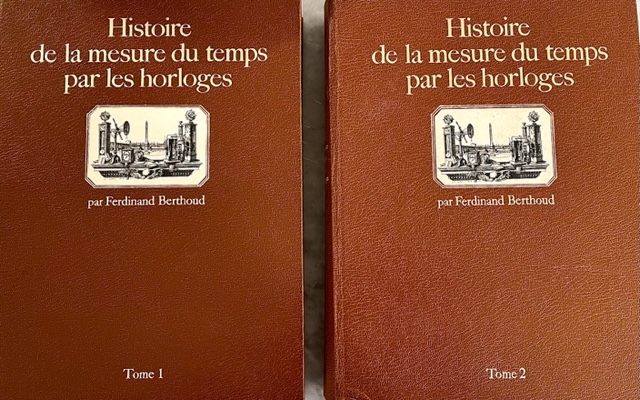 Histoire
de la mesure du temps
par les horloges
par Ferdinand Berthoud
Tome 1
Histoire
de la mesure du temps
par les horloges
par Ferdinand Berthoud
Tome 2